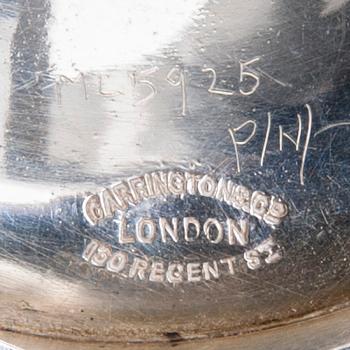 ML5925
P/H/-
CARRINGTON & Co
LONDON
130. REGENT ST